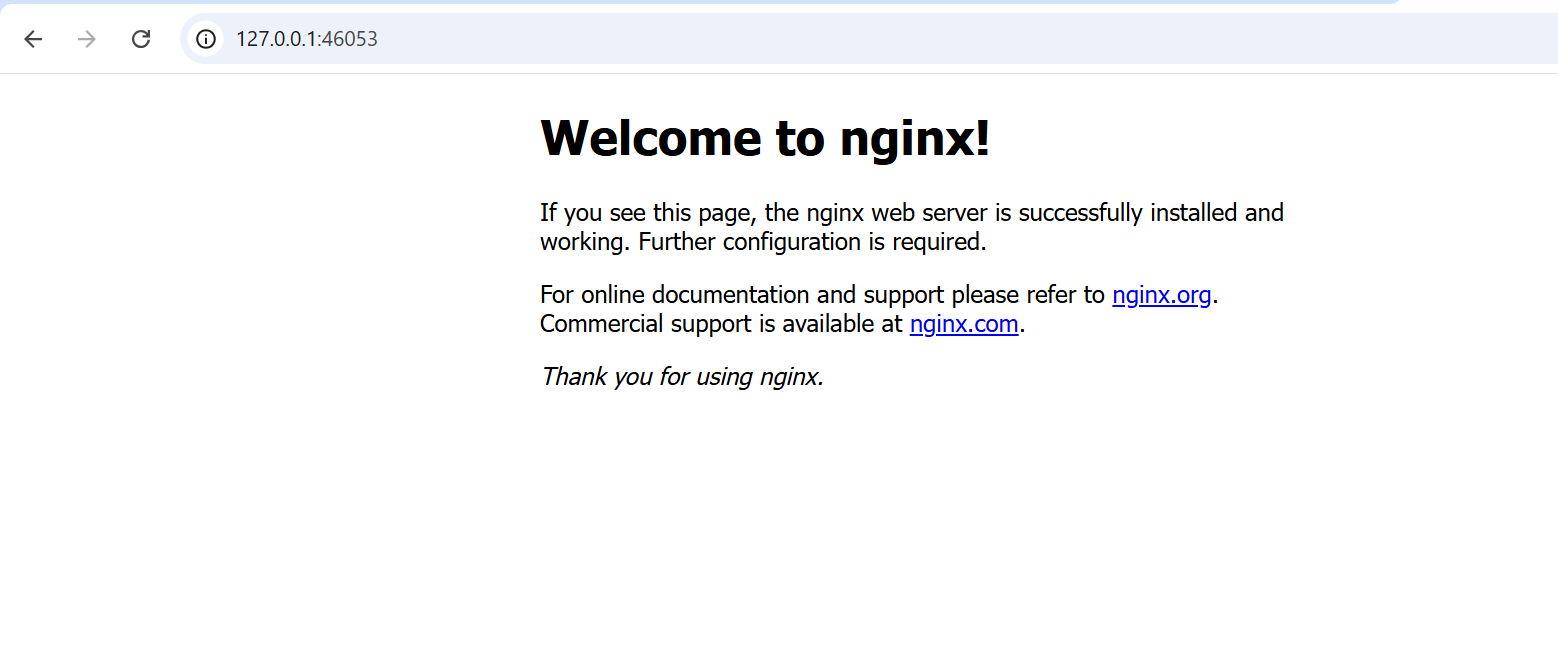 127.0.0.1:46053
Welcome to nginx!
If you see this page, the nginx web server is successfully installed and
working. Further configuration is required.
For online documentation and support please refer to nginx.org.
Commercial support is available at nginx.com.
Thank you for using nginx.